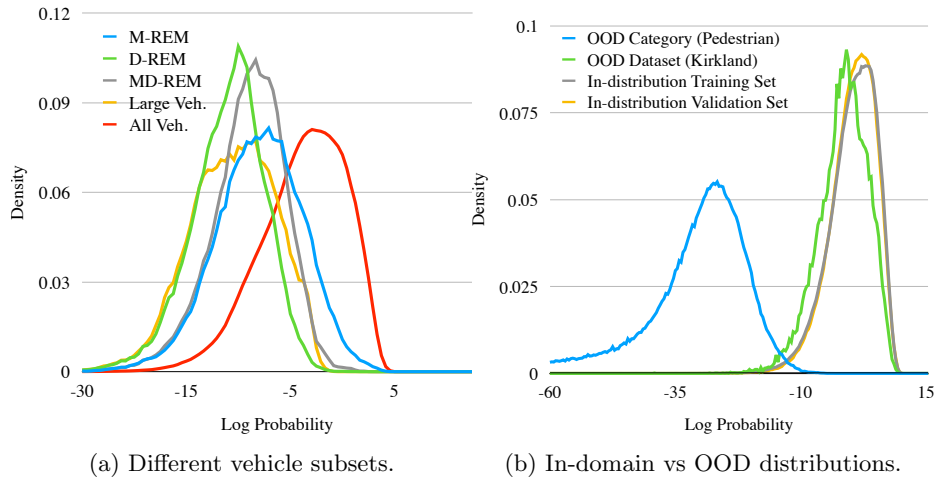 0.12
0.09
0.06
0.03
0
Density
M-REM
D-REM
MD-REM
Large Veh.
All Veh.
-30
-15
-5
5
Log Probability
(a) Different vehicle subsets.
0.1
0.075
0.05
0.025
0
Density
OOD Category (Pedestrian)
OOD Dataset (Kirkland)
In-distribution Training Set
In-distribution Validation Set
-60
-35
-10
15
Log Probability
(b) In-domain vs OOD distributions.